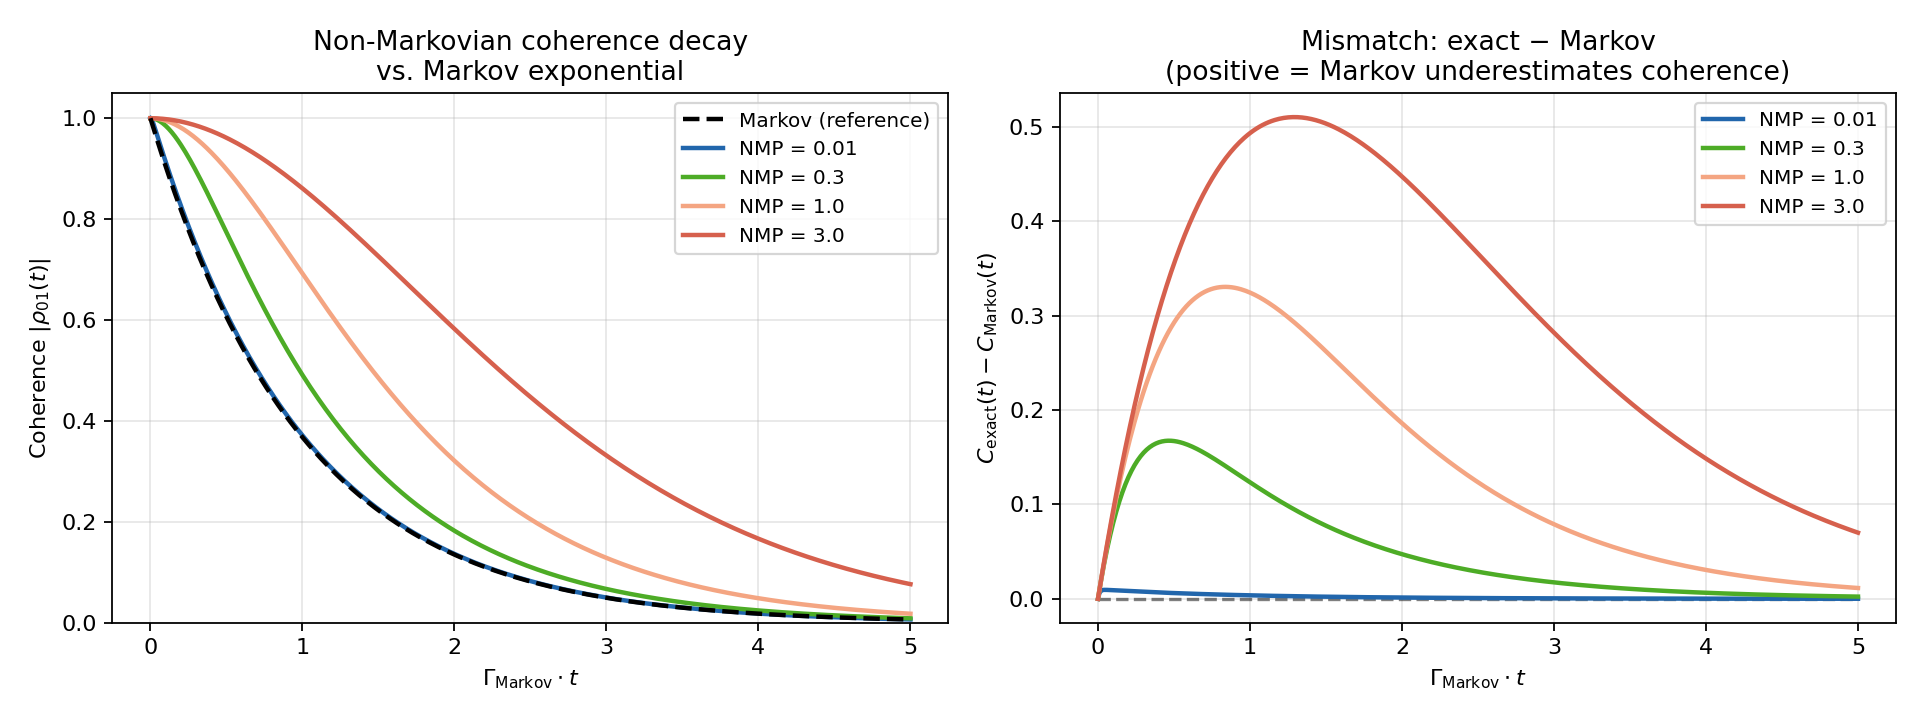 Non-Markovian coherence decay
vs. Markov exponential
Coherence |ρ01(t)|
1.0
0.8
0.6
0.4
0.2
0.0
Markov (reference)
NMP = 0.01
NMP = 0.3
NMP = 1.0
NMP = 3.0
0 1 2 3 4 5
ΓMarkov · t
Mismatch: exact − Markov
(positive = Markov underestimates coherence)
Cexact(t) − CMarkov(t)
0.5
0.4
0.3
0.2
0.1
0.0
NMP = 0.01
NMP = 0.3
NMP = 1.0
NMP = 3.0
0 1 2 3 4 5
ΓMarkov · t